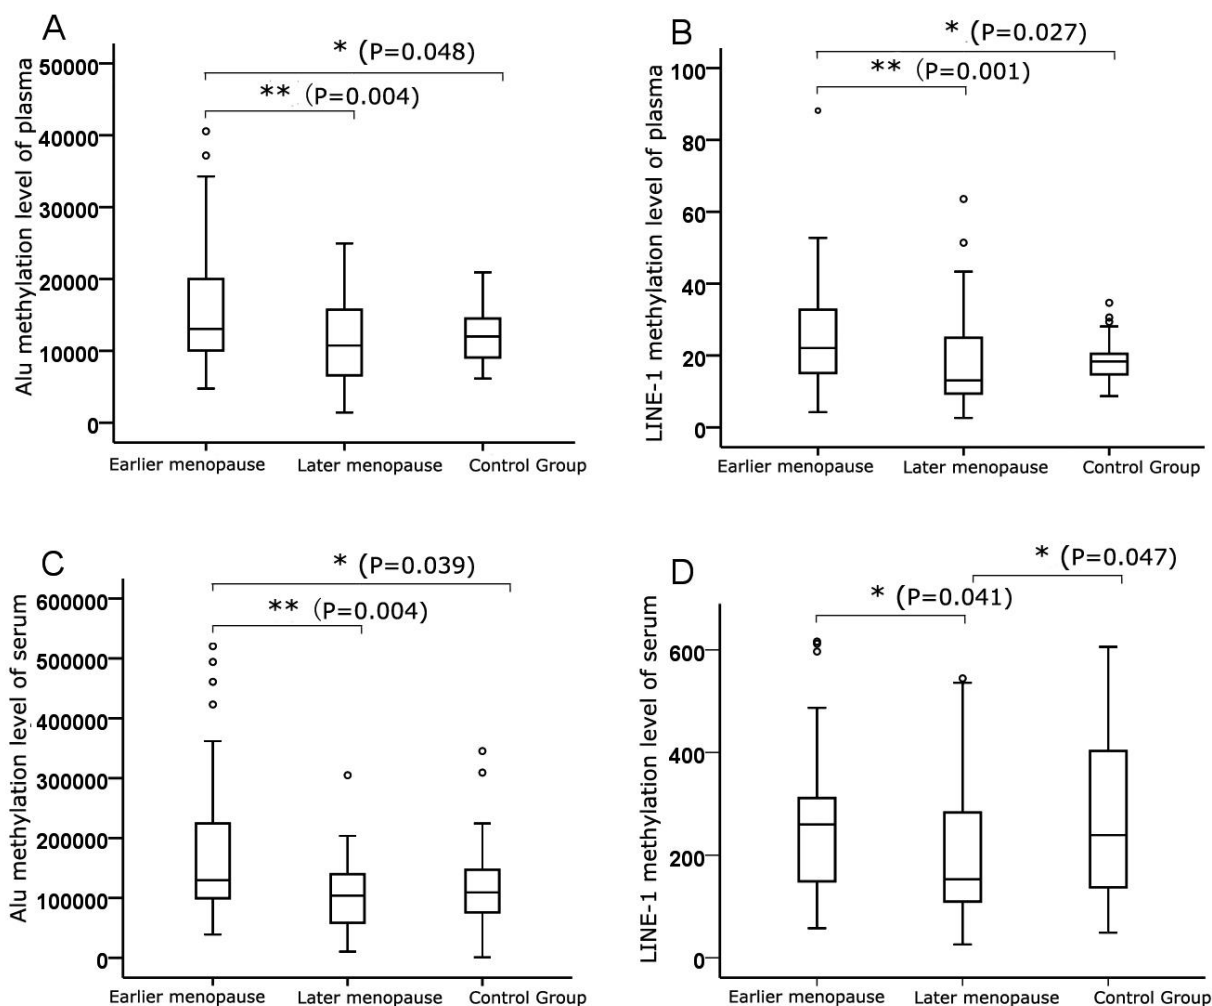 A
* (P=0.048)
** (P=0.004)
Alu methylation level of plasma
50000
40000
30000
20000
10000
0
Earlier menopause
Later menopause
Control Group
B
* (P=0.027)
** (P=0.001)
LINE-1 methylation level of plasma
100
80
60
40
20
0
Earlier menopause
Later menopause
Control Group
C
* (P=0.039)
** (P=0.004)
Alu methylation level of serum
600000
500000
400000
300000
200000
100000
0
Earlier menopause
Later menopause
Control Group
D
* (P=0.047)
* (P=0.041)
LINE-1 methylation level of serum
600
400
200
0
Earlier menopause
Later menopause
Control Group